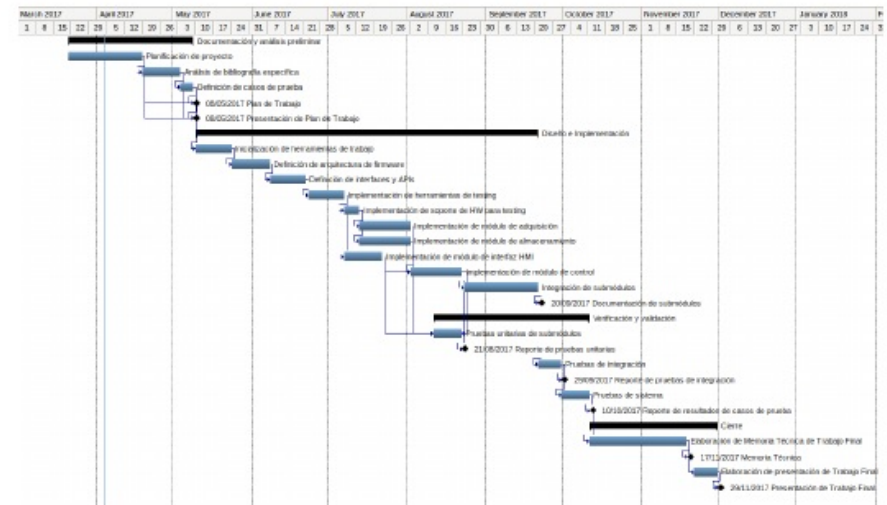 March 2017 April 2017 May 2017 June 2017 July 2017 August 2017 September 2017 October 2017 November 2017 December 2017 January 2018 F
1 8 15 22 29 5 12 19 26 3 10 17 24 31 7 14 21 28 5 12 19 26 2 9 16 23 30 6 13 20 27 4 11 18 25 1 8 15 22 29 6 13 20 27 3 10 17 24 3
Documentación y análisis preliminar
Planificación de proyecto
Análisis de bibliografía específica
Definición de casos de prueba
08/05/2017 Plan de Trabajo
08/05/2017 Presentación de Plan de Trabajo
Diseño e Implementación
Inicialización de herramientas de trabajo
Definición de arquitectura de firmware
Definición de interfaces y APIs
Implementación de herramientas de testing
Implementación de soporte de HW para testing
Implementación de módulo de adquisición
Implementación de módulo de almacenamiento
Implementación de módulo de interfaz HMI
Implementación de módulo de control
Integración de submódulos
20/09/2017 Documentación de submódulos
Verificación y validación
Pruebas unitarias de submódulos
21/08/2017 Reporte de pruebas unitarias
Pruebas de integración
29/09/2017 Reporte de pruebas de integración
Pruebas de sistema
10/10/2017 Reporte de resultados de casos de prueba
Cierre
Elaboración de Memoria Técnica de Trabajo Final
17/11/2017 Memoria Técnica
Elaboración de presentación de Trabajo Final
29/11/2017 Presentación de Trabajo Final